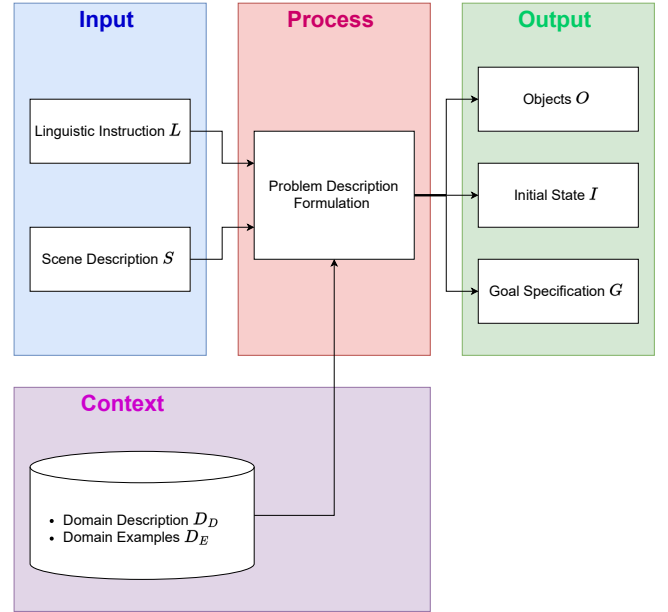 Input
Linguistic Instruction L
Scene Description S
Process
Problem Description
Formulation
Output
Objects O
Initial State I
Goal Specification G
Context
• Domain Description D_D
• Domain Examples D_E